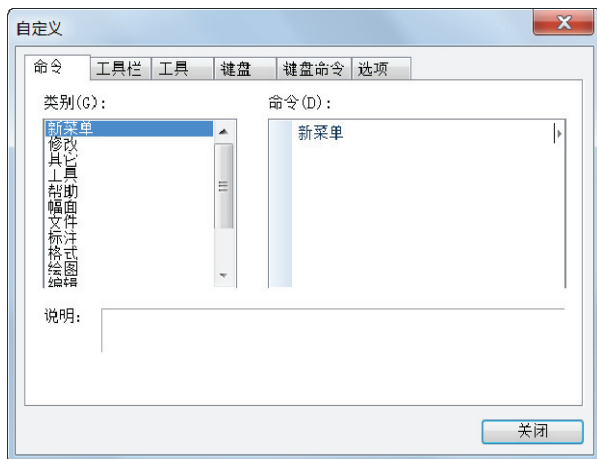 自定义
命令 工具栏 工具 键盘 键盘命令 选项
类别(G): 命令(D):
新菜单 新菜单
修改
其它
工具
帮助
幅面
文件
标注
格式
绘图
编辑
说明:
关闭